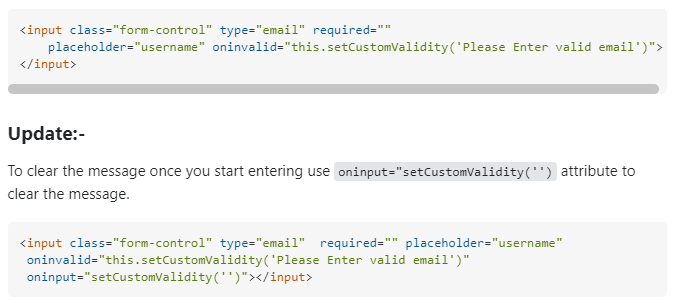 <input class="form-control" type="email" required=""
    placeholder="username" oninvalid="this.setCustomValidity('Please Enter valid email')">
</input>
Update:-
To clear the message once you start entering use oninput="setCustomValidity('') attribute to
clear the message.
<input class="form-control" type="email"  required="" placeholder="username"
 oninvalid="this.setCustomValidity('Please Enter valid email')"
 oninput="setCustomValidity('')"></input>